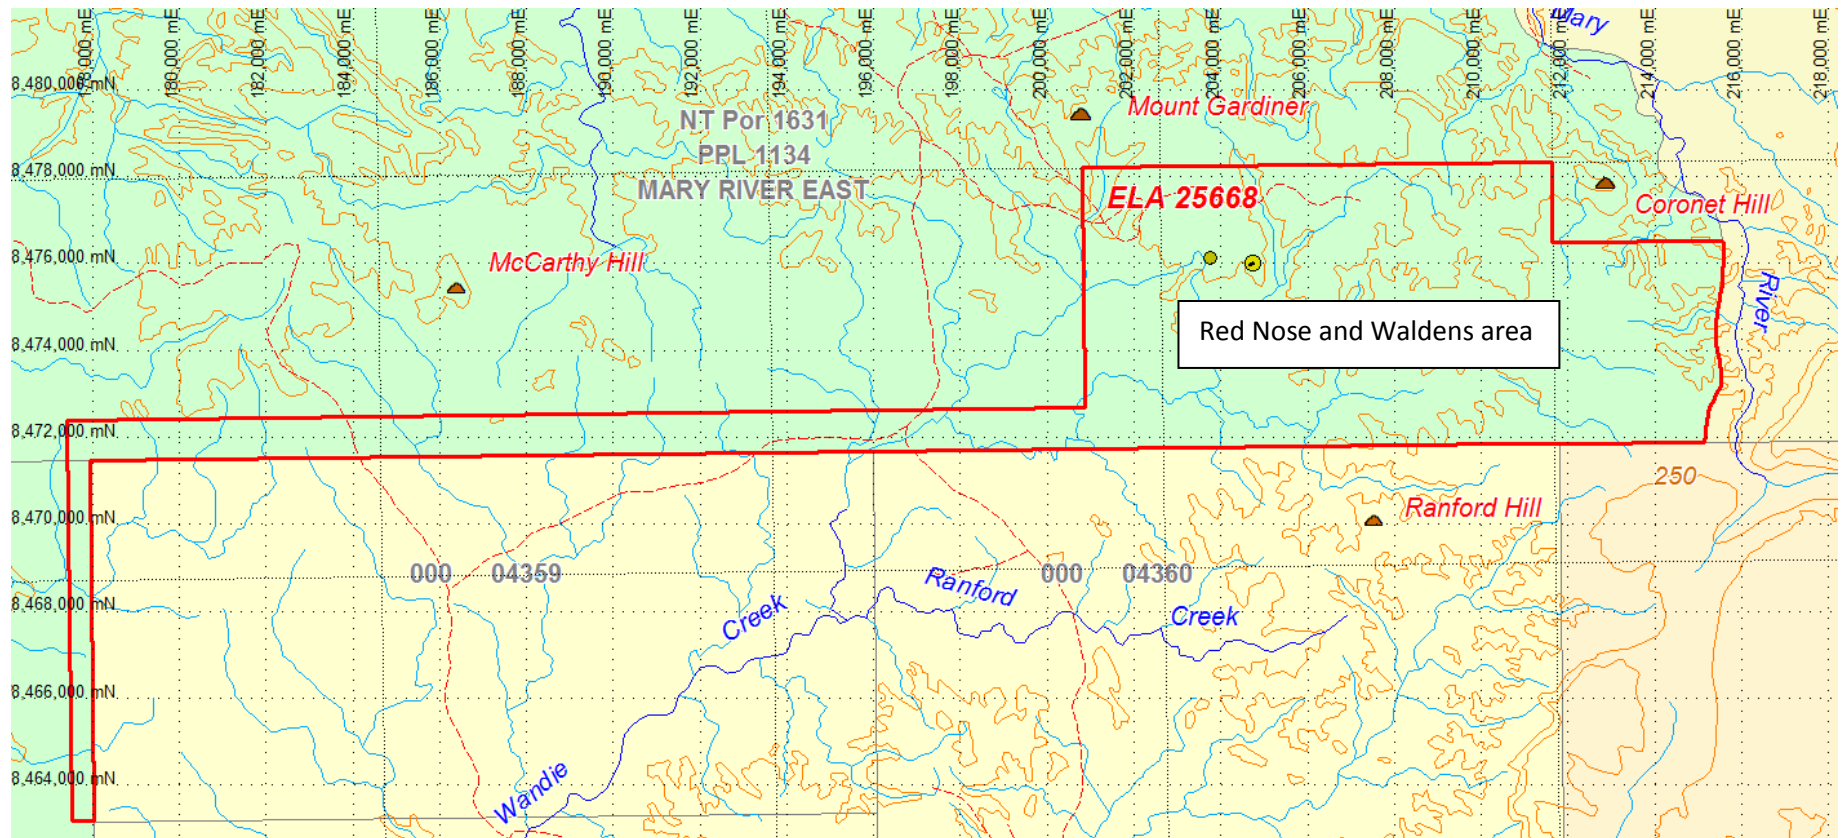 178,000 mE
180,000 mE
182,000 mE
184,000 mE
186,000 mE
188,000 mE
190,000 mE
192,000 mE
194,000 mE
196,000 mE
198,000 mE
200,000 mE
202,000 mE
204,000 mE
206,000 mE
208,000 mE
210,000 mE
212,000 mE
214,000 mE
216,000 mE
218,000 mE
Mary
8,480,000 mN
Mount Gardiner
NT Por 1631
PPL 1134
MARY RIVER EAST
8,478,000 mN
ELA 25668
Coronet Hill
8,476,000 mN
McCarthy Hill
River
Red Nose and Waldens area
8,474,000 mN
8,472,000 mN
250
Ranford Hill
8,470,000 mN
000 04359
000 04360
Ranford
Creek
Creek
8,468,000 mN
8,466,000 mN
8,464,000 mN
Wandie